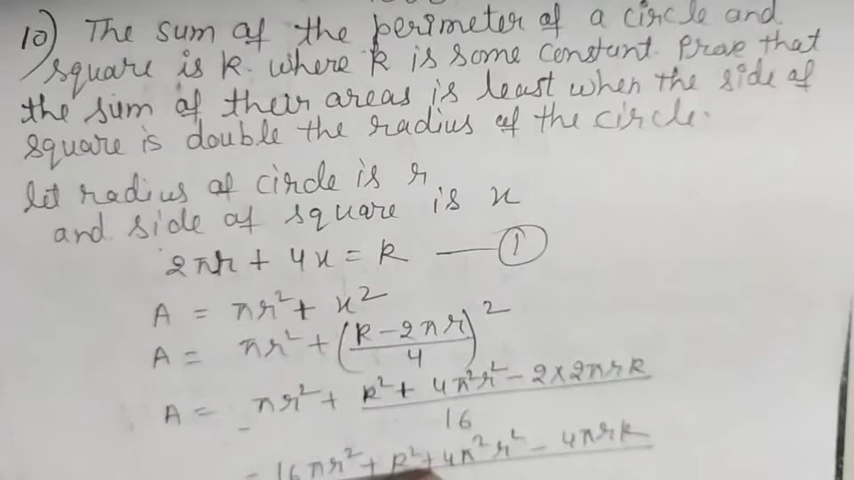 10) The sum of the perimeter of a circle and
square is k. where k is some constant. Prove that
the sum of their areas is least when the side of
square is double the radius of the circle.
let radius of circle is r
and side of square is x
2πr + 4x = k — ①
A = πr² + x²
A = πr² + ((k - 2πr)/4)²
A = πr² + (k² + 4π²r² - 2×2πrk)/16
= 16πr² + k² + 4π²r² - 4πrk